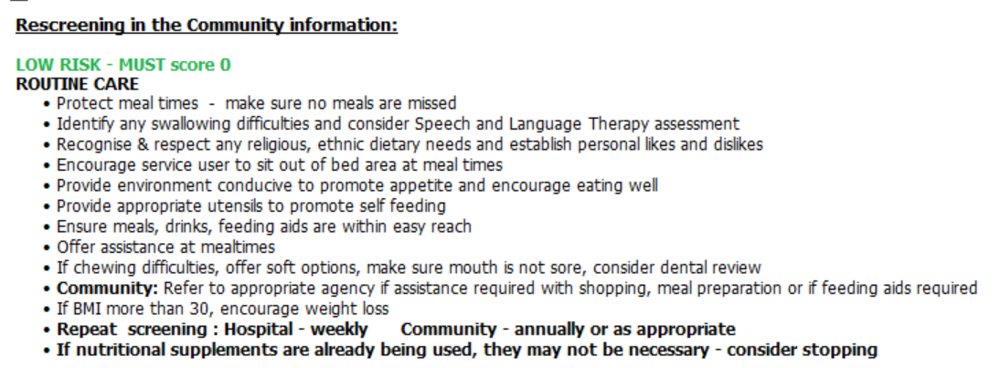 Rescreening in the Community information:
LOW RISK - MUST score 0
ROUTINE CARE
• Protect meal times - make sure no meals are missed
• Identify any swallowing difficulties and consider Speech and Language Therapy assessment
• Recognise & respect any religious, ethnic dietary needs and establish personal likes and dislikes
• Encourage service user to sit out of bed area at meal times
• Provide environment conducive to promote appetite and encourage eating well
• Provide appropriate utensils to promote self feeding
• Ensure meals, drinks, feeding aids are within easy reach
• Offer assistance at mealtimes
• If chewing difficulties, offer soft options, make sure mouth is not sore, consider dental review
• Community: Refer to appropriate agency if assistance required with shopping, meal preparation or if feeding aids required
• If BMI more than 30, encourage weight loss
• Repeat screening : Hospital - weekly Community - annually or as appropriate
• If nutritional supplements are already being used, they may not be necessary - consider stopping